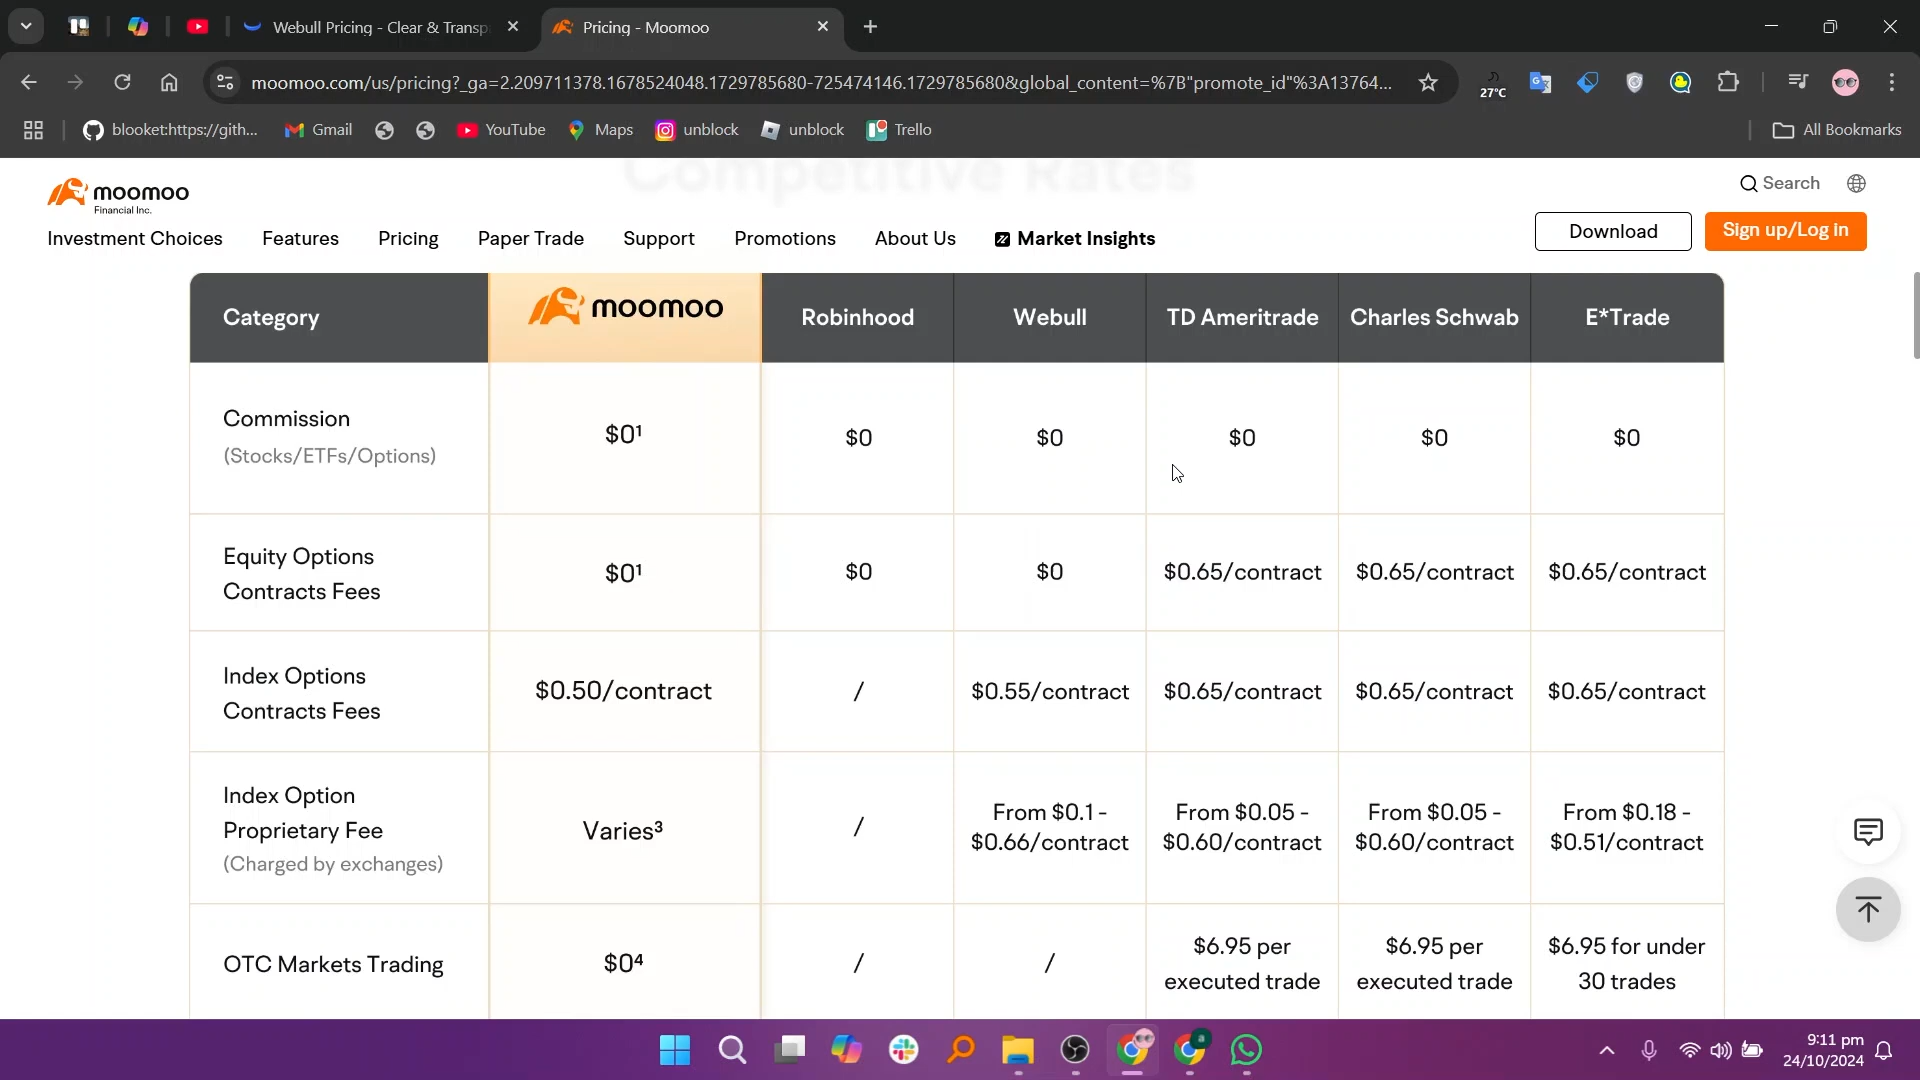 Webull Pricing - Clear & Transp
Pricing - Moomoo
moomoo.com/us/pricing?_ga=2.209711378.1678524048.1729785680-725474146.1729785680&global_content=%7B"promote_id"%3A13764...
27°C
blooket:https://gith...
Gmail
YouTube
Maps
unblock
unblock
Trello
All Bookmarks
Competitive Rates
moomoo
Financial Inc.
Search
Investment Choices
Features
Pricing
Paper Trade
Support
Promotions
About Us
Market Insights
Download
Sign up/Log in
Category
moomoo
Robinhood
Webull
TD Ameritrade
Charles Schwab
E*Trade
Commission
(Stocks/ETFs/Options)
$0¹
$0
$0
$0
$0
$0
Equity Options
Contracts Fees
$0¹
$0
$0
$0.65/contract
$0.65/contract
$0.65/contract
Index Options
Contracts Fees
$0.50/contract
/
$0.55/contract
$0.65/contract
$0.65/contract
$0.65/contract
Index Option
Proprietary Fee
(Charged by exchanges)
Varies³
/
From $0.1 -
$0.66/contract
From $0.05 -
$0.60/contract
From $0.05 -
$0.60/contract
From $0.18 -
$0.51/contract
OTC Markets Trading
$0⁴
/
/
$6.95 per
executed trade
$6.95 per
executed trade
$6.95 for under
30 trades
9:11 pm
24/10/2024